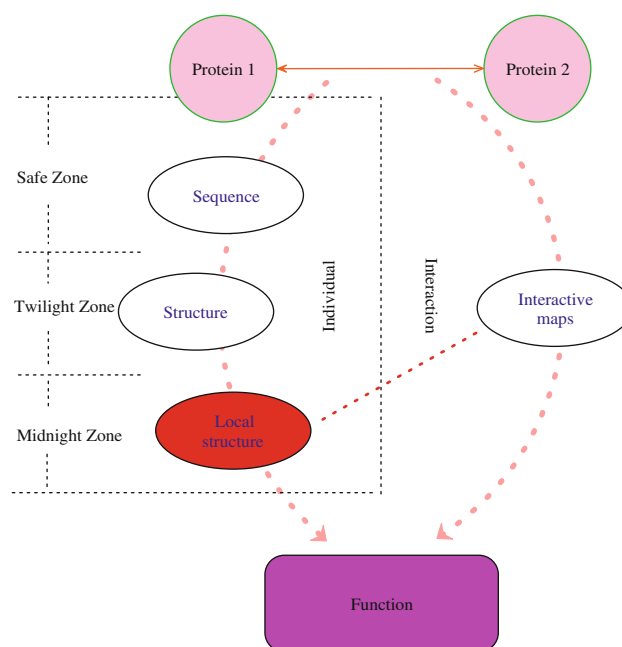 Protein 1
Protein 2
Safe Zone
Sequence
Twilight Zone
Structure
Individual
Interaction
Interactive
maps
Midnight Zone
Local
structure
Function